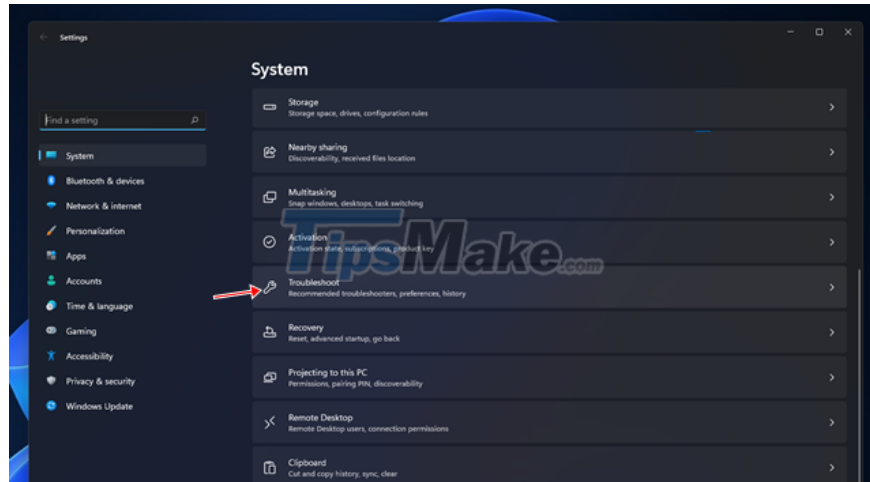 Settings
System
Find a setting
System
Bluetooth & devices
Network & internet
Personalization
Apps
Accounts
Time & language
Gaming
Accessibility
Privacy & security
Windows Update
Storage
Storage space, drives, configuration rules
Nearby sharing
Discoverability, received files location
Multitasking
Snap windows, desktops, task switching
Activation
Activation state, subscriptions, product key
Troubleshoot
Recommended troubleshooters, preferences, history
Recovery
Reset, advanced startup, go back
Projecting to this PC
Permissions, pairing PIN, discoverability
Remote Desktop
Remote Desktop users, connection permissions
Clipboard
Cut and copy history, sync, clear
TipsMake.com